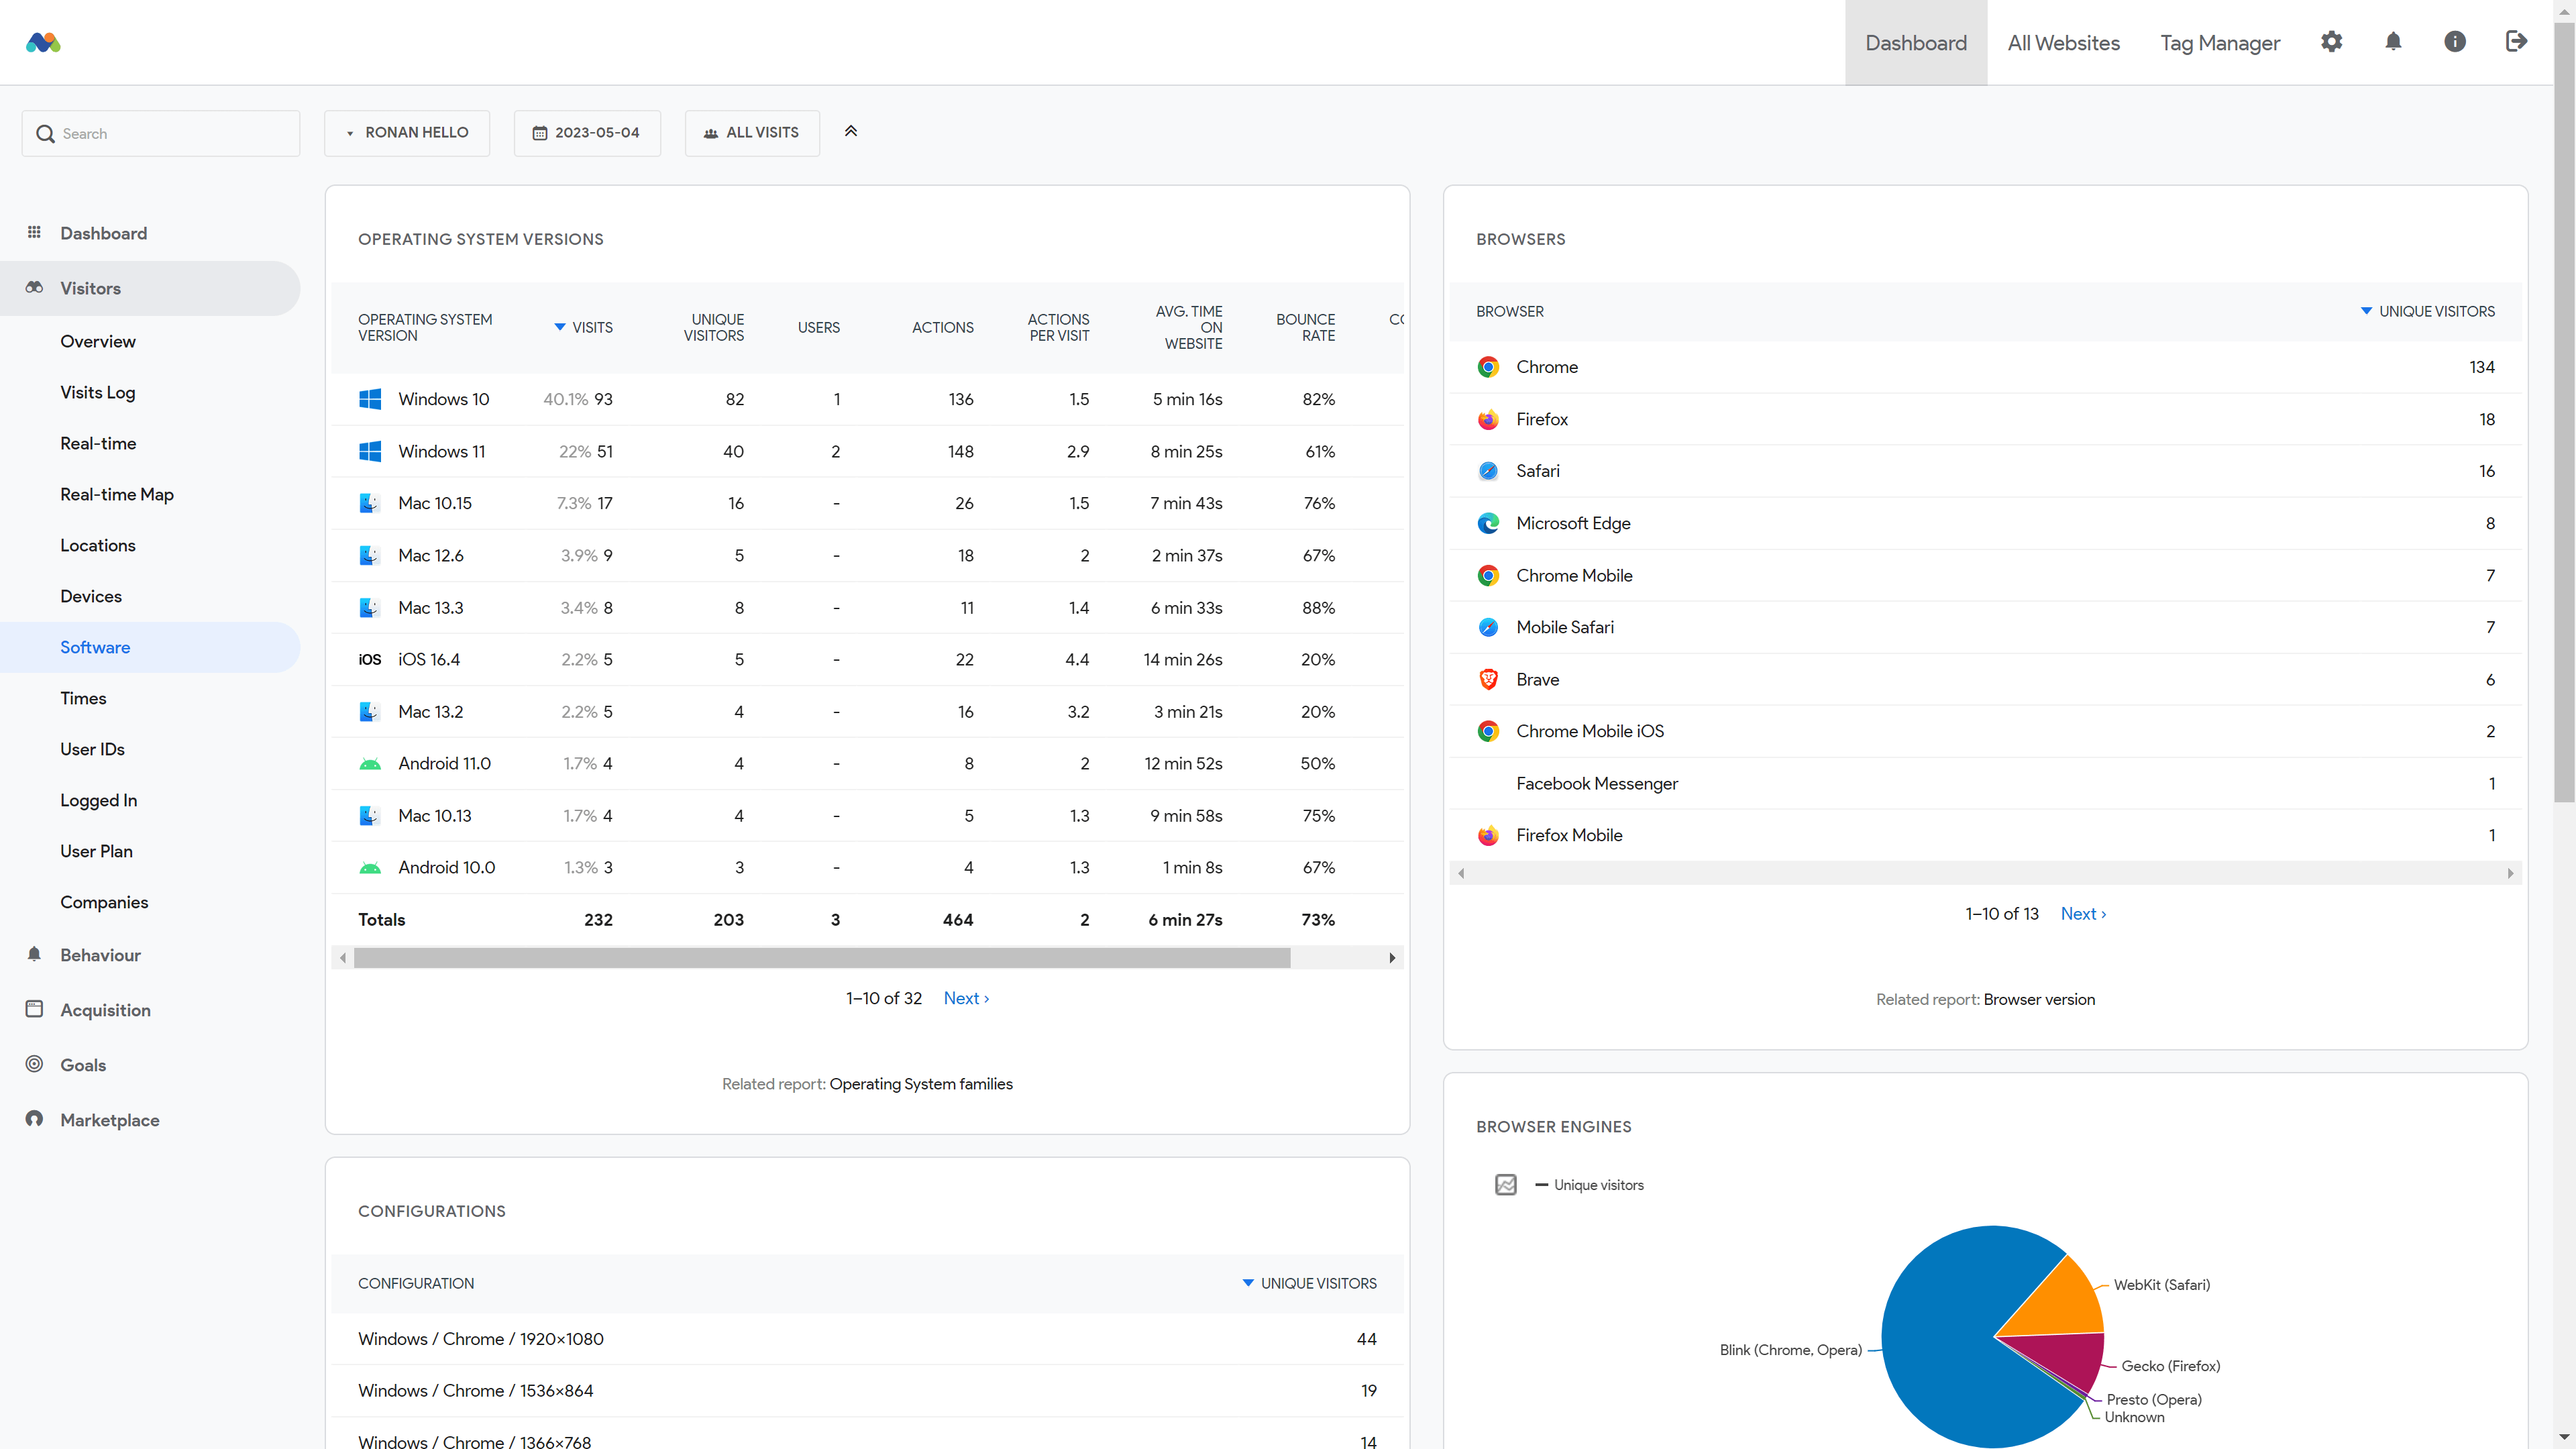 Dashboard
All Websites
Tag Manager
Search
RONAN HELLO
2023-05-04
ALL VISITS
Dashboard
Visitors
Overview
Visits Log
Real-time
Real-time Map
Locations
Devices
Software
Times
User IDs
Logged In
User Plan
Companies
Behaviour
Acquisition
Goals
Marketplace
OPERATING SYSTEM VERSIONS
OPERATING SYSTEM VERSION VISITS UNIQUE VISITORS USERS ACTIONS ACTIONS PER VISIT AVG. TIME ON WEBSITE BOUNCE RATE
Windows 10 40.1% 93 82 1 136 1.5 5 min 16s 82%
Windows 11 22% 51 40 2 148 2.9 8 min 25s 61%
Mac 10.15 7.3% 17 16 - 26 1.5 7 min 43s 76%
Mac 12.6 3.9% 9 5 - 18 2 2 min 37s 67%
Mac 13.3 3.4% 8 8 - 11 1.4 6 min 33s 88%
iOS iOS 16.4 2.2% 5 5 - 22 4.4 14 min 26s 20%
Mac 13.2 2.2% 5 4 - 16 3.2 3 min 21s 20%
Android 11.0 1.7% 4 4 - 8 2 12 min 52s 50%
Mac 10.13 1.7% 4 4 - 5 1.3 9 min 58s 75%
Android 10.0 1.3% 3 3 - 4 1.3 1 min 8s 67%
Totals 232 203 3 464 2 6 min 27s 73%
1–10 of 32 Next ›
Related report: Operating System families
CONFIGURATIONS
CONFIGURATION UNIQUE VISITORS
Windows / Chrome / 1920×1080 44
Windows / Chrome / 1536×864 19
Windows / Chrome / 1366×768 14
BROWSERS
BROWSER UNIQUE VISITORS
Chrome 134
Firefox 18
Safari 16
Microsoft Edge 8
Chrome Mobile 7
Mobile Safari 7
Brave 6
Chrome Mobile iOS 2
Facebook Messenger 1
Firefox Mobile 1
1–10 of 13 Next ›
Related report: Browser version
BROWSER ENGINES
Unique visitors
WebKit (Safari)
Blink (Chrome, Opera)
Gecko (Firefox)
Presto (Opera)
Unknown